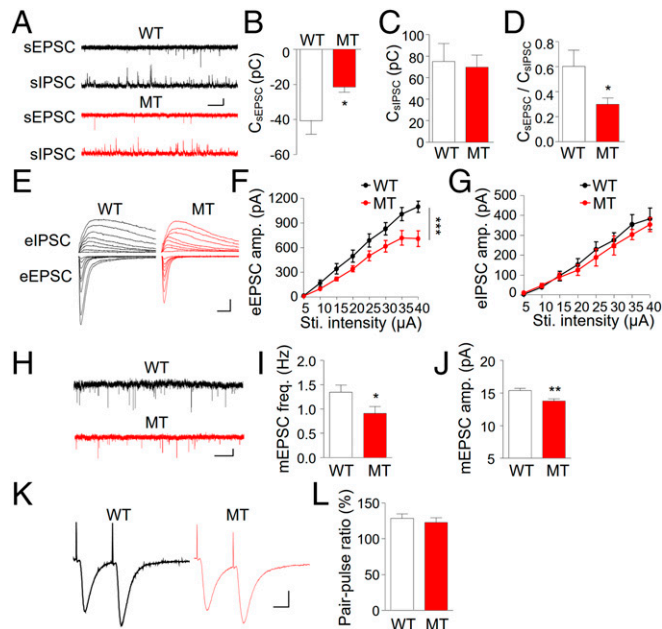 A
WT
sEPSC
sIPSC
MT
sEPSC
sIPSC
B
WT MT
0
-20
-40
-60
CsEPSC (pC)
*
C
CsIPSC (pC)
100
80
60
40
20
0
WT MT
D
CsEPSC / CsIPSC
0.8
0.6
0.4
0.2
0.0
*
WT MT
E
WT MT
eIPSC
eEPSC
F
WT
MT
eEPSC amp. (pA)
1200
900
600
300
0
***
5 10 15 20 25 30 35 40
Sti. intensity (μA)
G
WT
MT
eIPSC amp. (pA)
500
400
300
200
100
0
5 10 15 20 25 30 35 40
Sti. intensity (μA)
H
WT
MT
I
mEPSC freq. (Hz)
2.0
1.5
1.0
0.5
0.0
*
WT MT
J
mEPSC amp. (pA)
20
15
10
5
**
WT MT
K
WT MT
L
Pair-pulse ratio (%)
150
100
50
0
WT MT